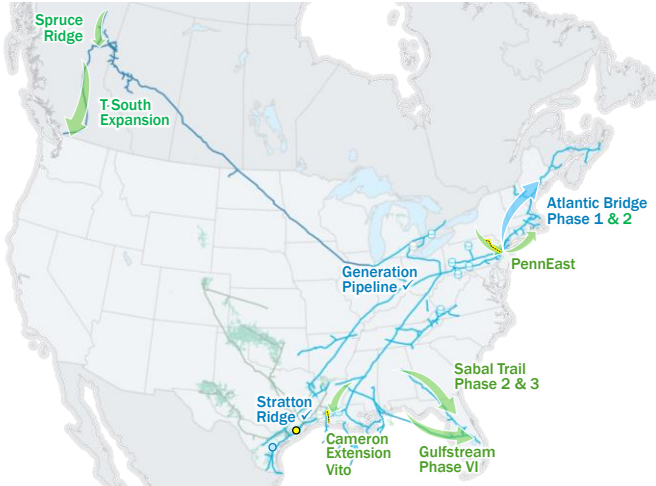 Spruce
Ridge
T-South
Expansion
Atlantic Bridge
Phase 1 & 2
PennEast
Generation
Pipeline ✓
Sabal Trail
Phase 2 & 3
Stratton
Ridge ✓
Cameron
Extension
Vito
Gulfstream
Phase VI